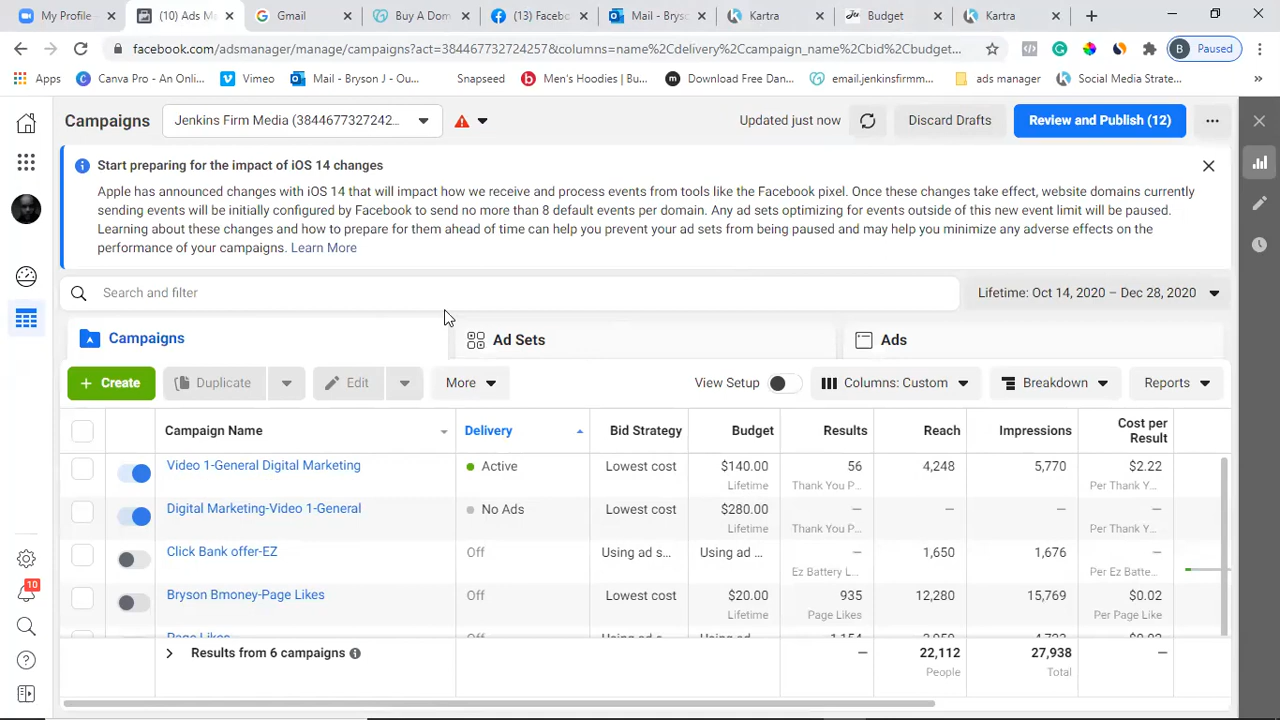 My Profile -
(10) Ads M
Gmail
Buy A Dom
(13) Facebo
Mail - Bryso
Kartra
Budget
Kartra
facebook.com/adsmanager/manage/campaigns?act=384467732724257&columns=name%2Cdelivery%2Ccampaign_name%2Cbid%2Cbudget...
B Paused
Apps
Canva Pro - An Onli...
Vimeo
Mail - Bryson J - Ou...
Snapseed
Men's Hoodies | Bu...
Download Free Dan...
email.jenkinsfirmm...
ads manager
Social Media Strate...
Campaigns
Jenkins Firm Media (3844677327242...
Updated just now
Discard Drafts
Review and Publish (12)
Start preparing for the impact of iOS 14 changes
Apple has announced changes with iOS 14 that will impact how we receive and process events from tools like the Facebook pixel. Once these changes take effect, website domains currently
sending events will be initially configured by Facebook to send no more than 8 default events per domain. Any ad sets optimizing for events outside of this new event limit will be paused.
Learning about these changes and how to prepare for them ahead of time can help you prevent your ad sets from being paused and may help you minimize any adverse effects on the
performance of your campaigns. Learn More
Search and filter
Lifetime: Oct 14, 2020 – Dec 28, 2020
Campaigns
Ad Sets
Ads
+ Create
Duplicate
Edit
More
View Setup
Columns: Custom
Breakdown
Reports
Campaign Name
Delivery
Bid Strategy
Budget
Results
Reach
Impressions
Cost per
Result
Video 1-General Digital Marketing
Active
Lowest cost
$140.00
56
4,248
5,770
$2.22
Lifetime
Thank You P...
Per Thank Y...
Digital Marketing-Video 1-General
No Ads
Lowest cost
$280.00
—
—
—
—
Lifetime
Thank You P...
Per Thank Y...
Click Bank offer-EZ
Off
Using ad s...
Using ad ...
—
1,650
1,676
—
Ez Battery L...
Per Ez Batte...
Bryson Bmoney-Page Likes
Off
Lowest cost
$20.00
935
12,280
15,769
$0.02
Lifetime
Page Likes
Per Page Like
Page Likes
Off
Using ad s
Using ad
1,154
Results from 6 campaigns
—
22,112
27,938
—
People
Total
10